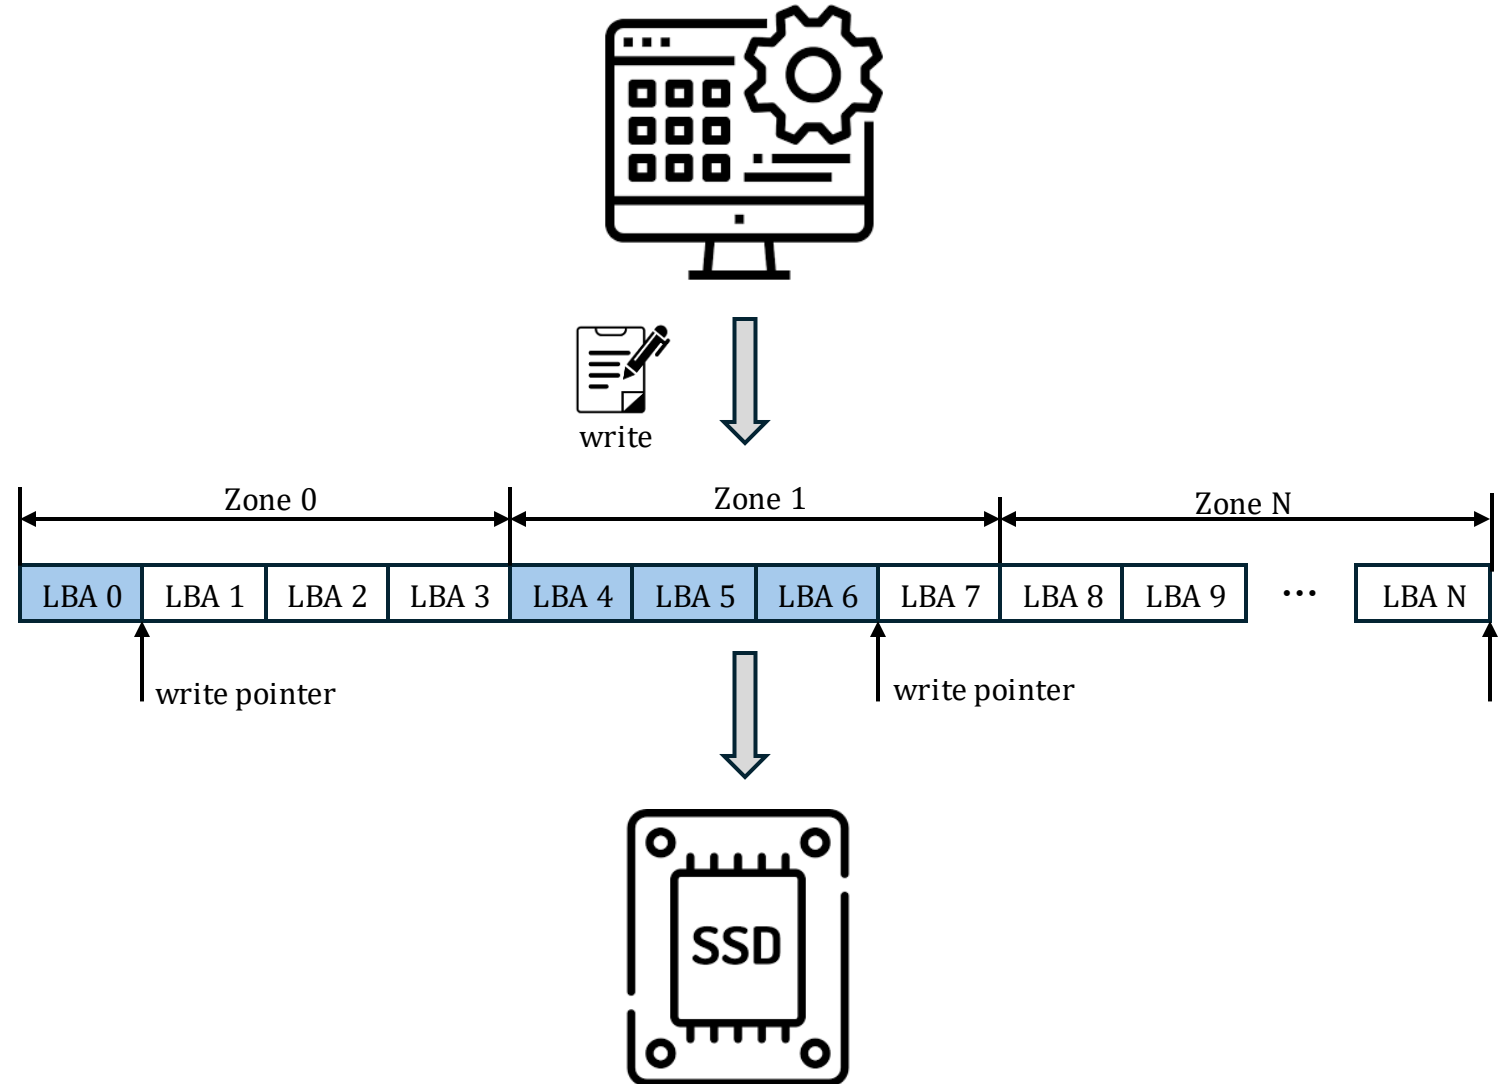 write
Zone 0
Zone 1
Zone N
LBA 0
LBA 1
LBA 2
LBA 3
LBA 4
LBA 5
LBA 6
LBA 7
LBA 8
LBA 9
...
LBA N
write pointer
write pointer
SSD